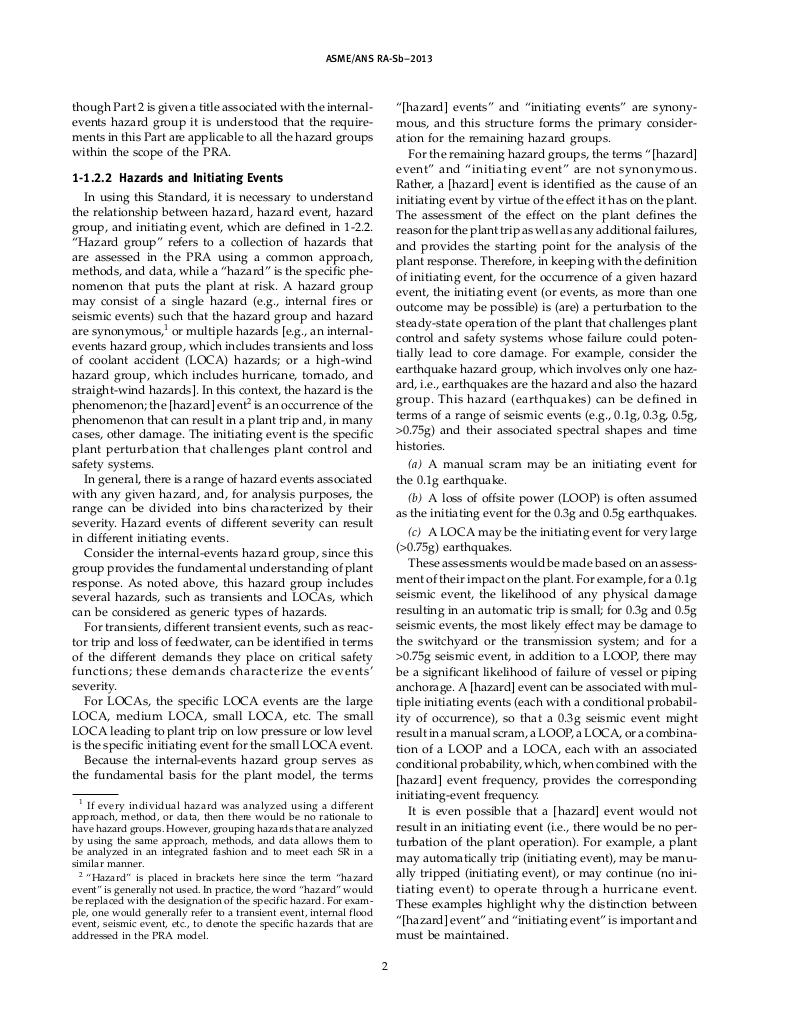 ASME/ANS RA-Sb–2013
though Part 2 is given a title associated with the internal-
events hazard group it is understood that the require-
ments in this Part are applicable to all the hazard groups
within the scope of the PRA.
1-1.2.2 Hazards and Initiating Events
In using this Standard, it is necessary to understand
the relationship between hazard, hazard event, hazard
group, and initiating event, which are defined in 1-2.2.
“Hazard group” refers to a collection of hazards that
are assessed in the PRA using a common approach,
methods, and data, while a “hazard” is the specific phe-
nomenon that puts the plant at risk. A hazard group
may consist of a single hazard (e.g., internal fires or
seismic events) such that the hazard group and hazard
are synonymous,1 or multiple hazards [e.g., an internal-
events hazard group, which includes transients and loss
of coolant accident (LOCA) hazards; or a high-wind
hazard group, which includes hurricane, tornado, and
straight-wind hazards]. In this context, the hazard is the
phenomenon; the [hazard] event2 is an occurrence of the
phenomenon that can result in a plant trip and, in many
cases, other damage. The initiating event is the specific
plant perturbation that challenges plant control and
safety systems.
In general, there is a range of hazard events associated
with any given hazard, and, for analysis purposes, the
range can be divided into bins characterized by their
severity. Hazard events of different severity can result
in different initiating events.
Consider the internal-events hazard group, since this
group provides the fundamental understanding of plant
response. As noted above, this hazard group includes
several hazards, such as transients and LOCAs, which
can be considered as generic types of hazards.
For transients, different transient events, such as reac-
tor trip and loss of feedwater, can be identified in terms
of the different demands they place on critical safety
functions; these demands characterize the events’
severity.
For LOCAs, the specific LOCA events are the large
LOCA, medium LOCA, small LOCA, etc. The small
LOCA leading to plant trip on low pressure or low level
is the specific initiating event for the small LOCA event.
Because the internal-events hazard group serves as
the fundamental basis for the plant model, the terms
1 If every individual hazard was analyzed using a different
approach, method, or data, then there would be no rationale to
have hazard groups. However, grouping hazards that are analyzed
by using the same approach, methods, and data allows them to
be analyzed in an integrated fashion and to meet each SR in a
similar manner.
2 “Hazard” is placed in brackets here since the term “hazard
event” is generally not used. In practice, the word “hazard” would
be replaced with the designation of the specific hazard. For exam-
ple, one would generally refer to a transient event, internal flood
event, seismic event, etc., to denote the specific hazards that are
addressed in the PRA model.
“[hazard] events” and “initiating events” are synony-
mous, and this structure forms the primary consider-
ation for the remaining hazard groups.
For the remaining hazard groups, the terms “[hazard]
event” and “initiating event” are not synonymous.
Rather, a [hazard] event is identified as the cause of an
initiating event by virtue of the effect it has on the plant.
The assessment of the effect on the plant defines the
reason for the plant trip as well as any additional failures,
and provides the starting point for the analysis of the
plant response. Therefore, in keeping with the definition
of initiating event, for the occurrence of a given hazard
event, the initiating event (or events, as more than one
outcome may be possible) is (are) a perturbation to the
steady-state operation of the plant that challenges plant
control and safety systems whose failure could poten-
tially lead to core damage. For example, consider the
earthquake hazard group, which involves only one haz-
ard, i.e., earthquakes are the hazard and also the hazard
group. This hazard (earthquakes) can be defined in
terms of a range of seismic events (e.g., 0.1g, 0.3g, 0.5g,
>0.75g) and their associated spectral shapes and time
histories.
(a) A manual scram may be an initiating event for
the 0.1g earthquake.
(b) A loss of offsite power (LOOP) is often assumed
as the initiating event for the 0.3g and 0.5g earthquakes.
(c) A LOCA may be the initiating event for very large
(>0.75g) earthquakes.
These assessments would be made based on an assess-
ment of their impact on the plant. For example, for a 0.1g
seismic event, the likelihood of any physical damage
resulting in an automatic trip is small; for 0.3g and 0.5g
seismic events, the most likely effect may be damage to
the switchyard or the transmission system; and for a
>0.75g seismic event, in addition to a LOOP, there may
be a significant likelihood of failure of vessel or piping
anchorage. A [hazard] event can be associated with mul-
tiple initiating events (each with a conditional probabil-
ity of occurrence), so that a 0.3g seismic event might
result in a manual scram, a LOOP, a LOCA, or a combina-
tion of a LOOP and a LOCA, each with an associated
conditional probability, which, when combined with the
[hazard] event frequency, provides the corresponding
initiating-event frequency.
It is even possible that a [hazard] event would not
result in an initiating event (i.e., there would be no per-
turbation of the plant operation). For example, a plant
may automatically trip (initiating event), may be manu-
ally tripped (initiating event), or may continue (no ini-
tiating event) to operate through a hurricane event.
These examples highlight why the distinction between
“[hazard] event” and “initiating event” is important and
must be maintained.
2